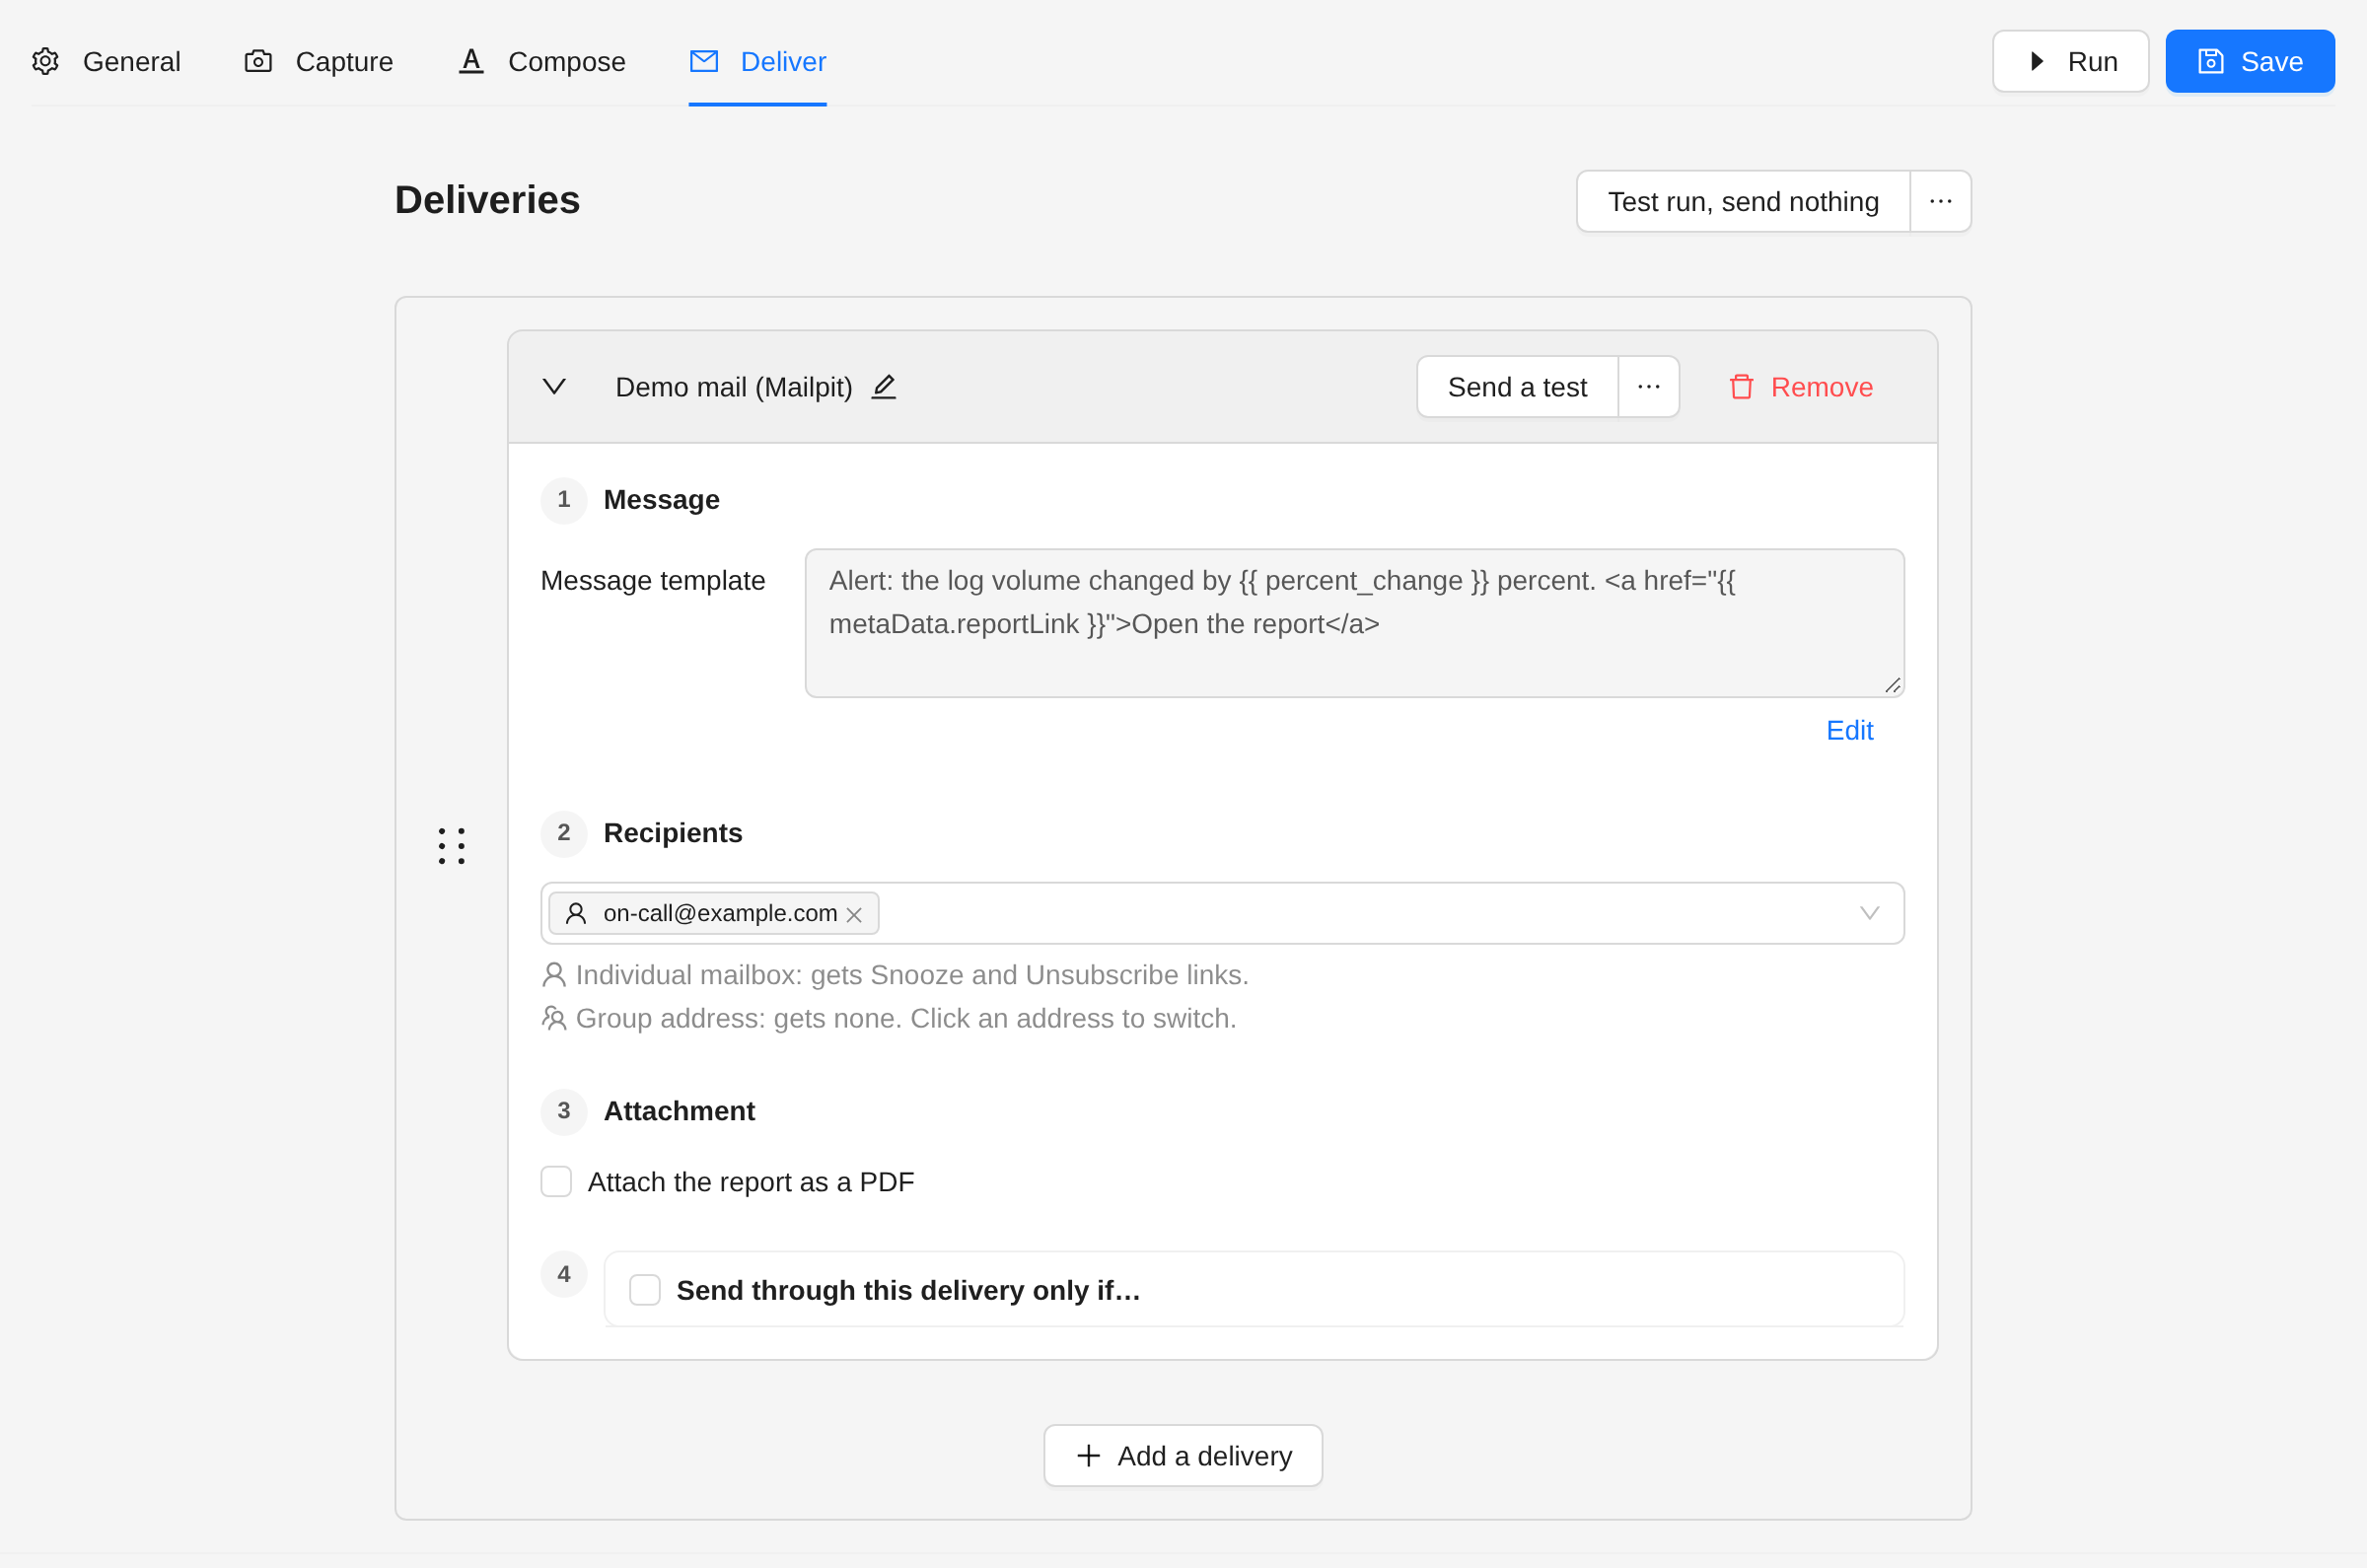 General
Capture
Compose
Deliver
Run
Save
Deliveries
Test run, send nothing
Demo mail (Mailpit)
Send a test
Remove
1
Message
Message template
Alert: the log volume changed by {{ percent_change }} percent. <a href="{{
metaData.reportLink }}">Open the report</a>
Edit
2
Recipients
on-call@example.com
Individual mailbox: gets Snooze and Unsubscribe links.
Group address: gets none. Click an address to switch.
3
Attachment
Attach the report as a PDF
4
Send through this delivery only if…
Add a delivery